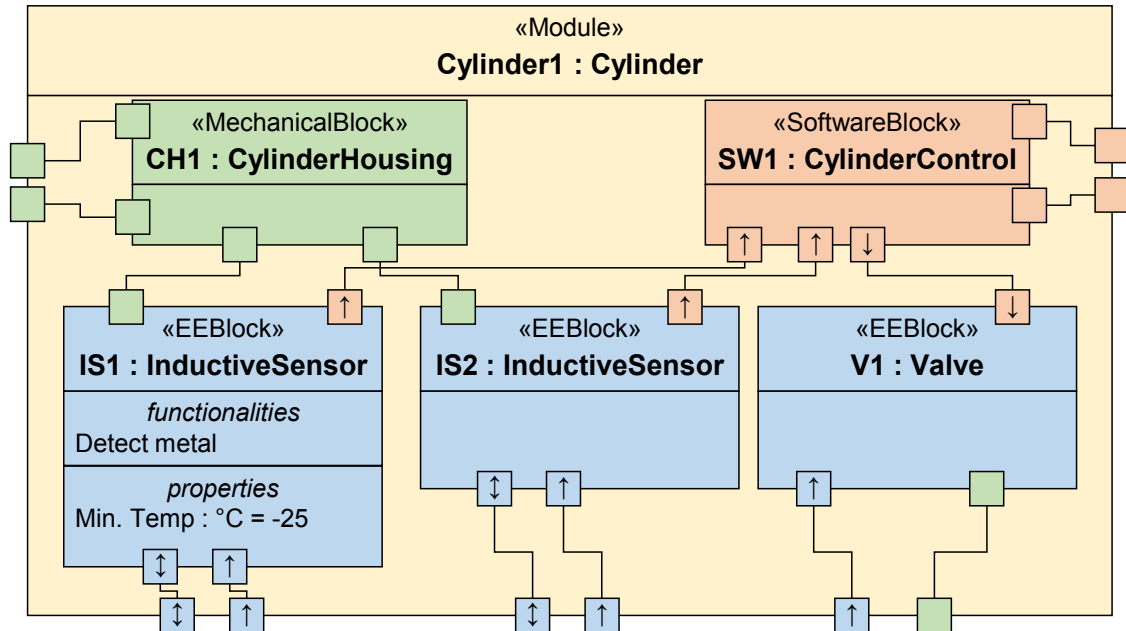 «Module»
Cylinder1 : Cylinder
«MechanicalBlock»
CH1 : CylinderHousing
«SoftwareBlock»
SW1 : CylinderControl
«EEBlock»
IS1 : InductiveSensor
functionalities
Detect metal
properties
Min. Temp : °C = -25
«EEBlock»
IS2 : InductiveSensor
«EEBlock»
V1 : Valve